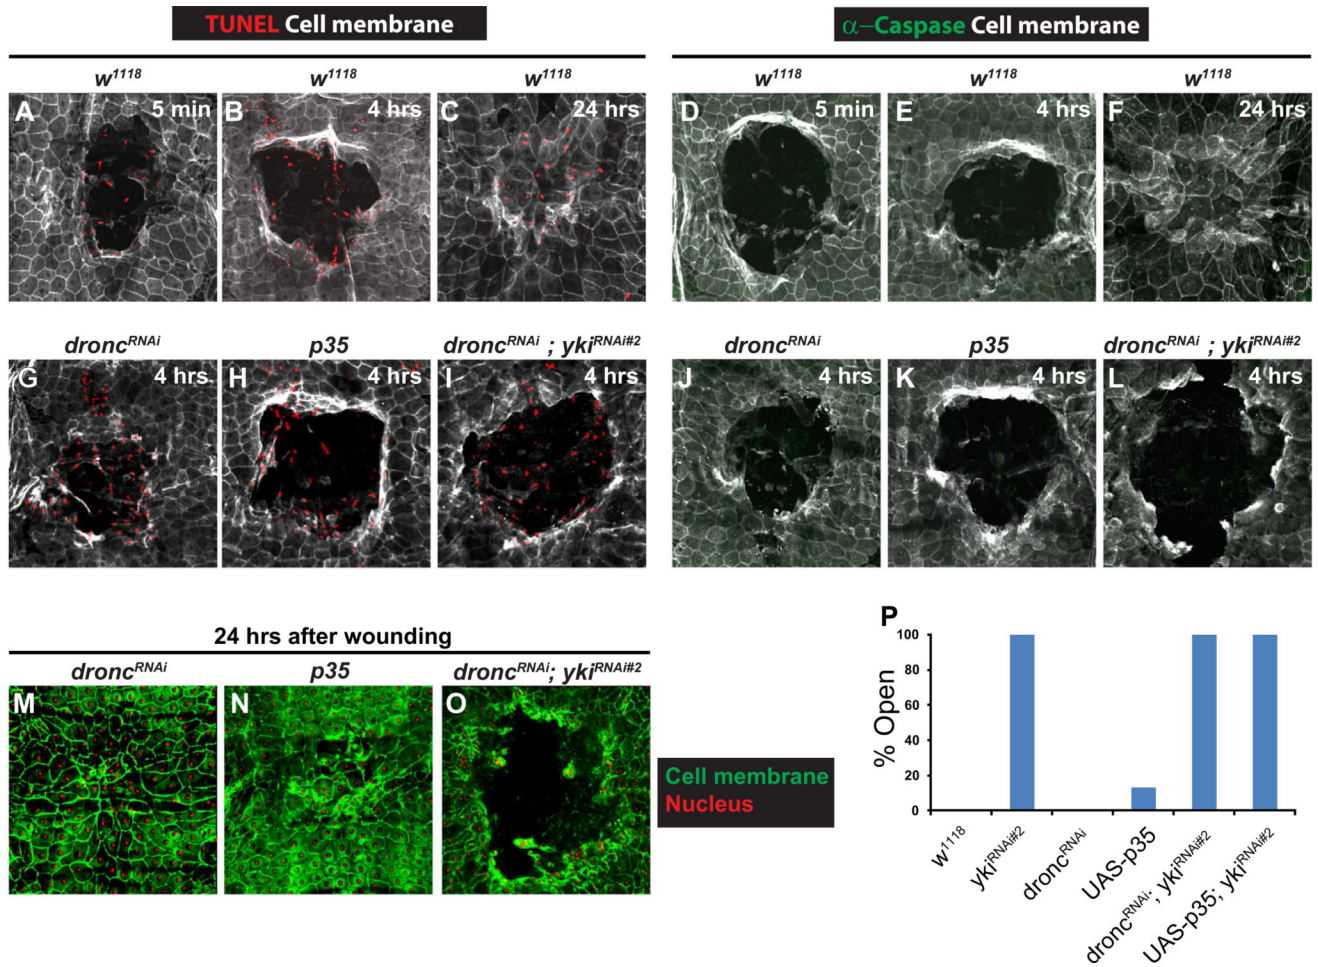 TUNEL Cell membrane
α–Caspase Cell membrane
w1118 w1118 w1118
w1118 w1118 w1118
A 5 min B 4 hrs C 24 hrs
D 5 min E 4 hrs F 24 hrs
droncRNAi p35 droncRNAi ; ykiRNAi#2
droncRNAi p35 droncRNAi ; ykiRNAi#2
G 4 hrs H 4 hrs I 4 hrs
J 4 hrs K 4 hrs L 4 hrs
24 hrs after wounding
droncRNAi p35 droncRNAi; ykiRNAi#2
M N O
Cell membrane
Nucleus
P
% Open
100
80
60
40
20
0
w1118
ykiRNAi#2
droncRNAi
UAS-p35
droncRNAi; ykiRNAi#2
UAS-p35; ykiRNAi#2